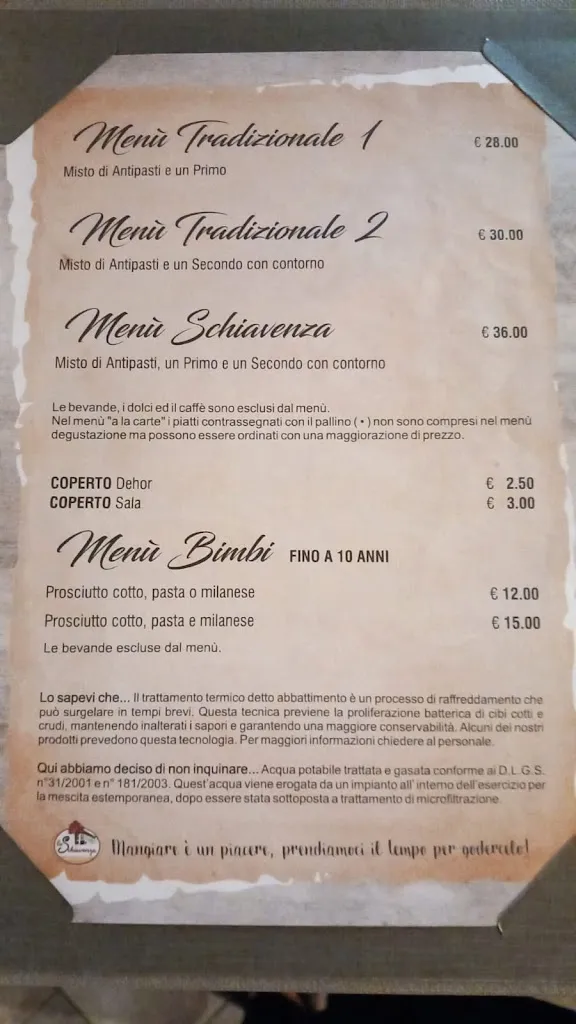 Menù Tradizionale 1 € 28.00
Misto di Antipasti e un Primo
Menù Tradizionale 2 € 30.00
Misto di Antipasti e un Secondo con contorno
Menù Schiavenza € 36.00
Misto di Antipasti, un Primo e un Secondo con contorno
Le bevande, i dolci ed il caffè sono esclusi dal menù.
Nel menù "a la carte" i piatti contrassegnati con il pallino ( • ) non sono compresi nel menù
degustazione ma possono essere ordinati con una maggiorazione di prezzo.
COPERTO Dehor € 2.50
COPERTO Sala € 3.00
Menù Bimbi FINO A 10 ANNI
Prosciutto cotto, pasta o milanese € 12.00
Prosciutto cotto, pasta e milanese € 15.00
Le bevande escluse dal menù.
Lo sapevi che... Il trattamento termico detto abbattimento è un processo di raffreddamento che
può surgelare in tempi brevi. Questa tecnica previene la proliferazione batterica di cibi cotti e
crudi, mantenendo inalterati i sapori e garantendo una maggiore conservabilità. Alcuni dei nostri
prodotti prevedono questa tecnologia. Per maggiori informazioni chiedere al personale.
Qui abbiamo deciso di non inquinare... Acqua potabile trattata e gasata conforme ai D.L.G.S.
n°31/2001 e n° 181/2003. Quest'acqua viene erogata da un impianto all' interno dell'esercizio per
la mescita estemporanea, dopo essere stata sottoposta a trattamento di microfiltrazione.
Schiavenza
Mangiare è un piacere, prendiamoci il tempo per godercelo!